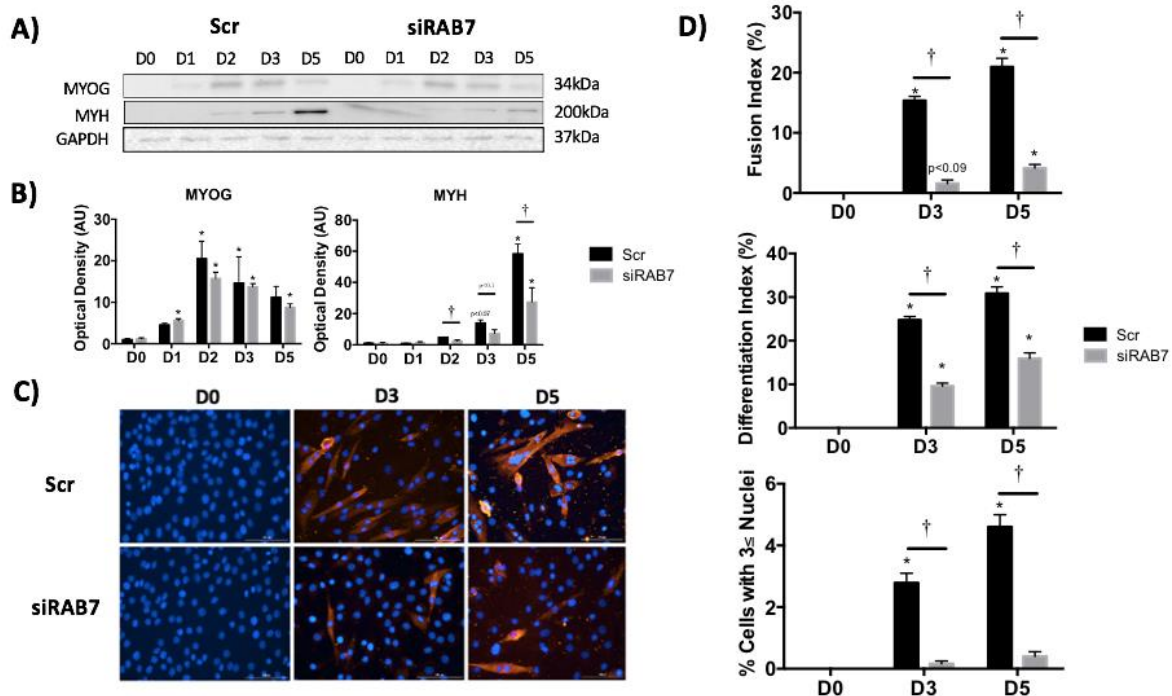 A)
Scr siRAB7
D0 D1 D2 D3 D5 D0 D1 D2 D3 D5
MYOG 34kDa
MYH 200kDa
GAPDH 37kDa
B)
MYOG
Optical Density (AU)
30
20
10
0
* * * * * *
D0 D1 D2 D3 D5
MYH
Optical Density (AU)
80
60
40
20
0
†
p<0.07
†
* *
D0 D1 D2 D3 D5
Scr
siRAB7
C)
D0 D3 D5
Scr
siRAB7
D)
Fusion Index (%)
30
20
10
0
† †
* p<0.09 * *
D0 D3 D5
Differentiation Index (%)
40
30
20
10
0
† †
* * * *
D0 D3 D5
Scr
siRAB7
% Cells with 3≤ Nuclei
6
4
2
0
† †
* *
D0 D3 D5